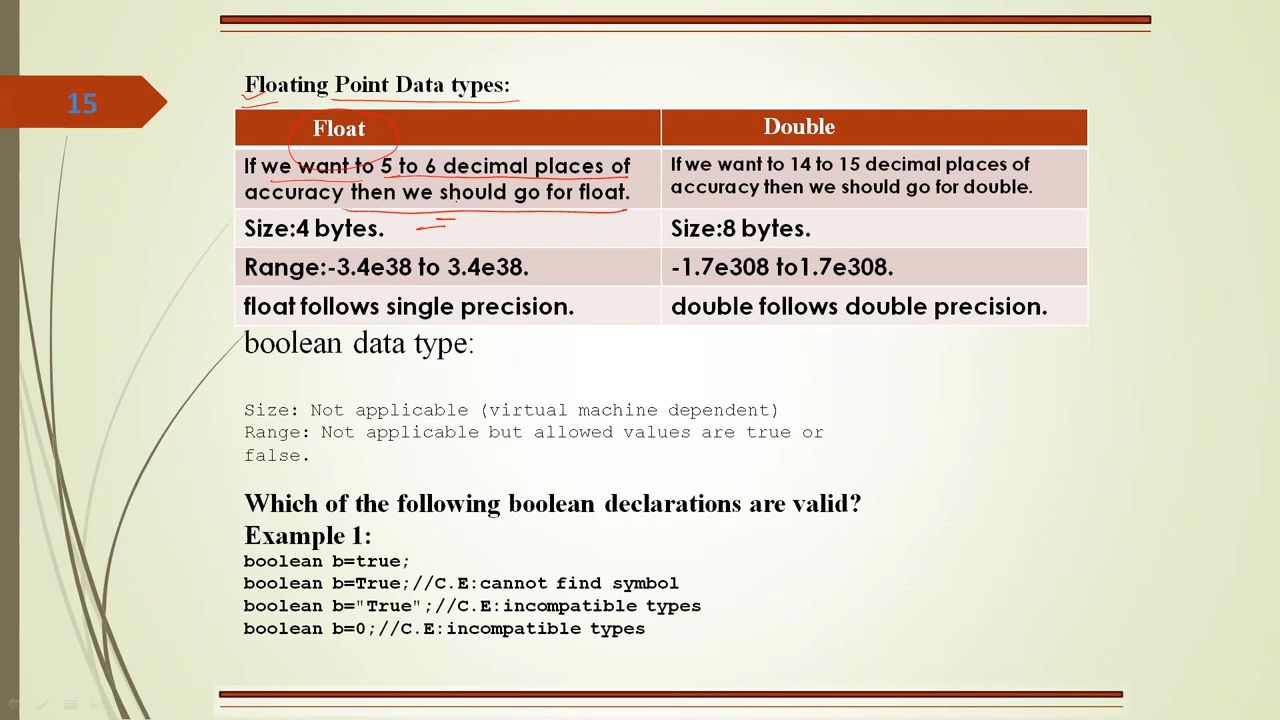 15
Floating Point Data types:
Float
Double
If we want to 5 to 6 decimal places of
accuracy then we should go for float.
If we want to 14 to 15 decimal places of
accuracy then we should go for double.
Size:4 bytes.
Size:8 bytes.
Range:-3.4e38 to 3.4e38.
-1.7e308 to1.7e308.
float follows single precision.
double follows double precision.
boolean data type:
Size: Not applicable (virtual machine dependent)
Range: Not applicable but allowed values are true or
false.
Which of the following boolean declarations are valid?
Example 1:
boolean b=true;
boolean b=True;//C.E:cannot find symbol
boolean b="True";//C.E:incompatible types
boolean b=0;//C.E:incompatible types